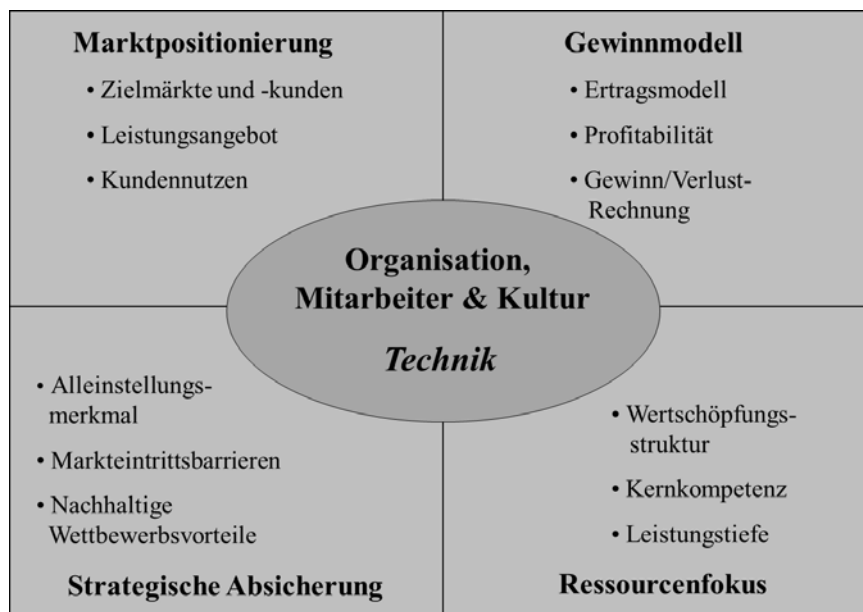 Marktpositionierung
• Zielmärkte und -kunden
• Leistungsangebot
• Kundennutzen
Gewinnmodell
• Ertragsmodell
• Profitabilität
• Gewinn/Verlust-
Rechnung
Organisation,
Mitarbeiter & Kultur
Technik
• Alleinstellungs-
merkmal
• Markteintrittsbarrieren
• Nachhaltige
Wettbewerbsvorteile
Strategische Absicherung
• Wertschöpfungs-
struktur
• Kernkompetenz
• Leistungstiefe
Ressourcenfokus